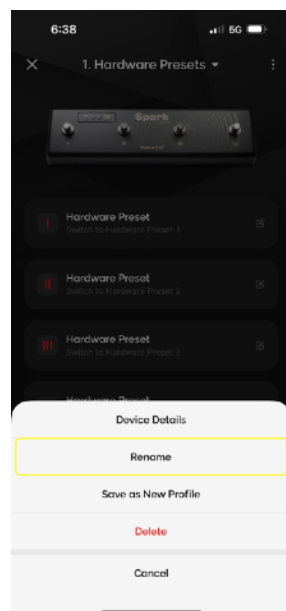 6:38
5G
1. Hardware Presets
Spark
I
Hardware Preset
Switch to Hardware Preset 1
II
Hardware Preset
Switch to Hardware Preset 2
III
Hardware Preset
Switch to Hardware Preset 3
Hardware Preset
Device Details
Rename
Save as New Profile
Delete
Cancel